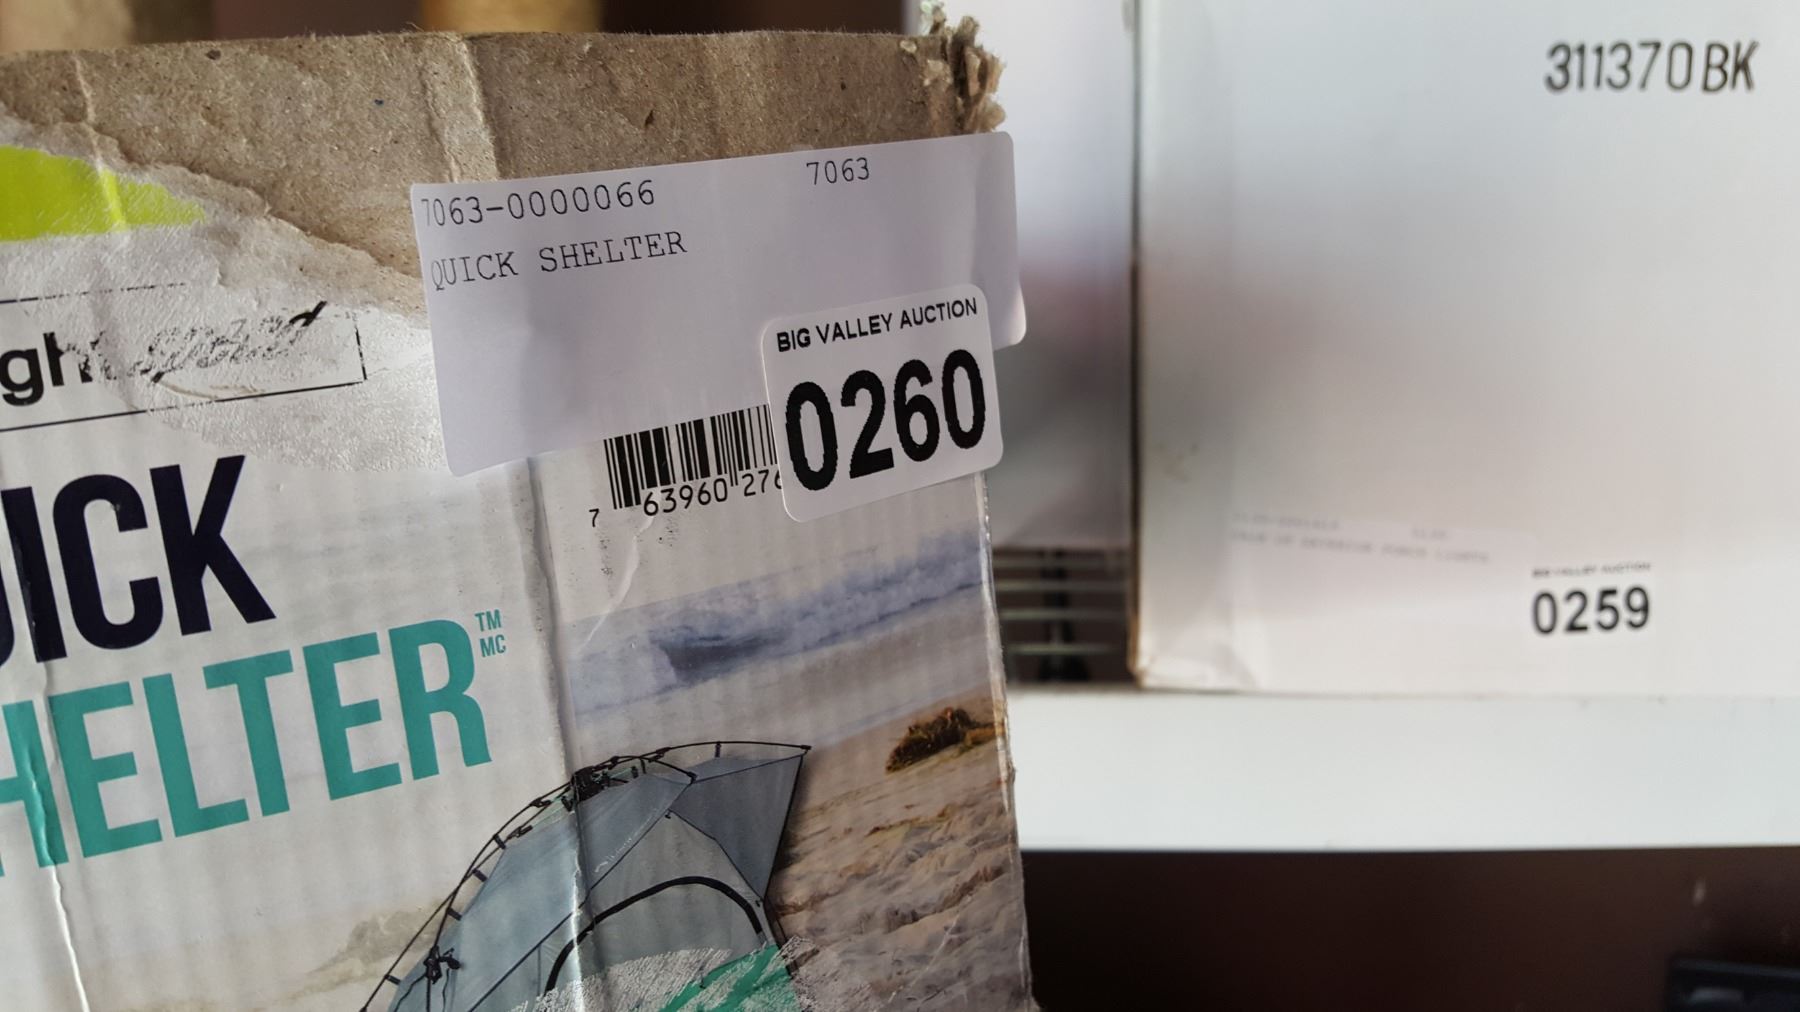 7063-0000066 7063
QUICK SHELTER
BIG VALLEY AUCTION
0260
7 63960 276
UICK
HELTER TM
MC
311370BK
BIG VALLEY AUCTION
0259